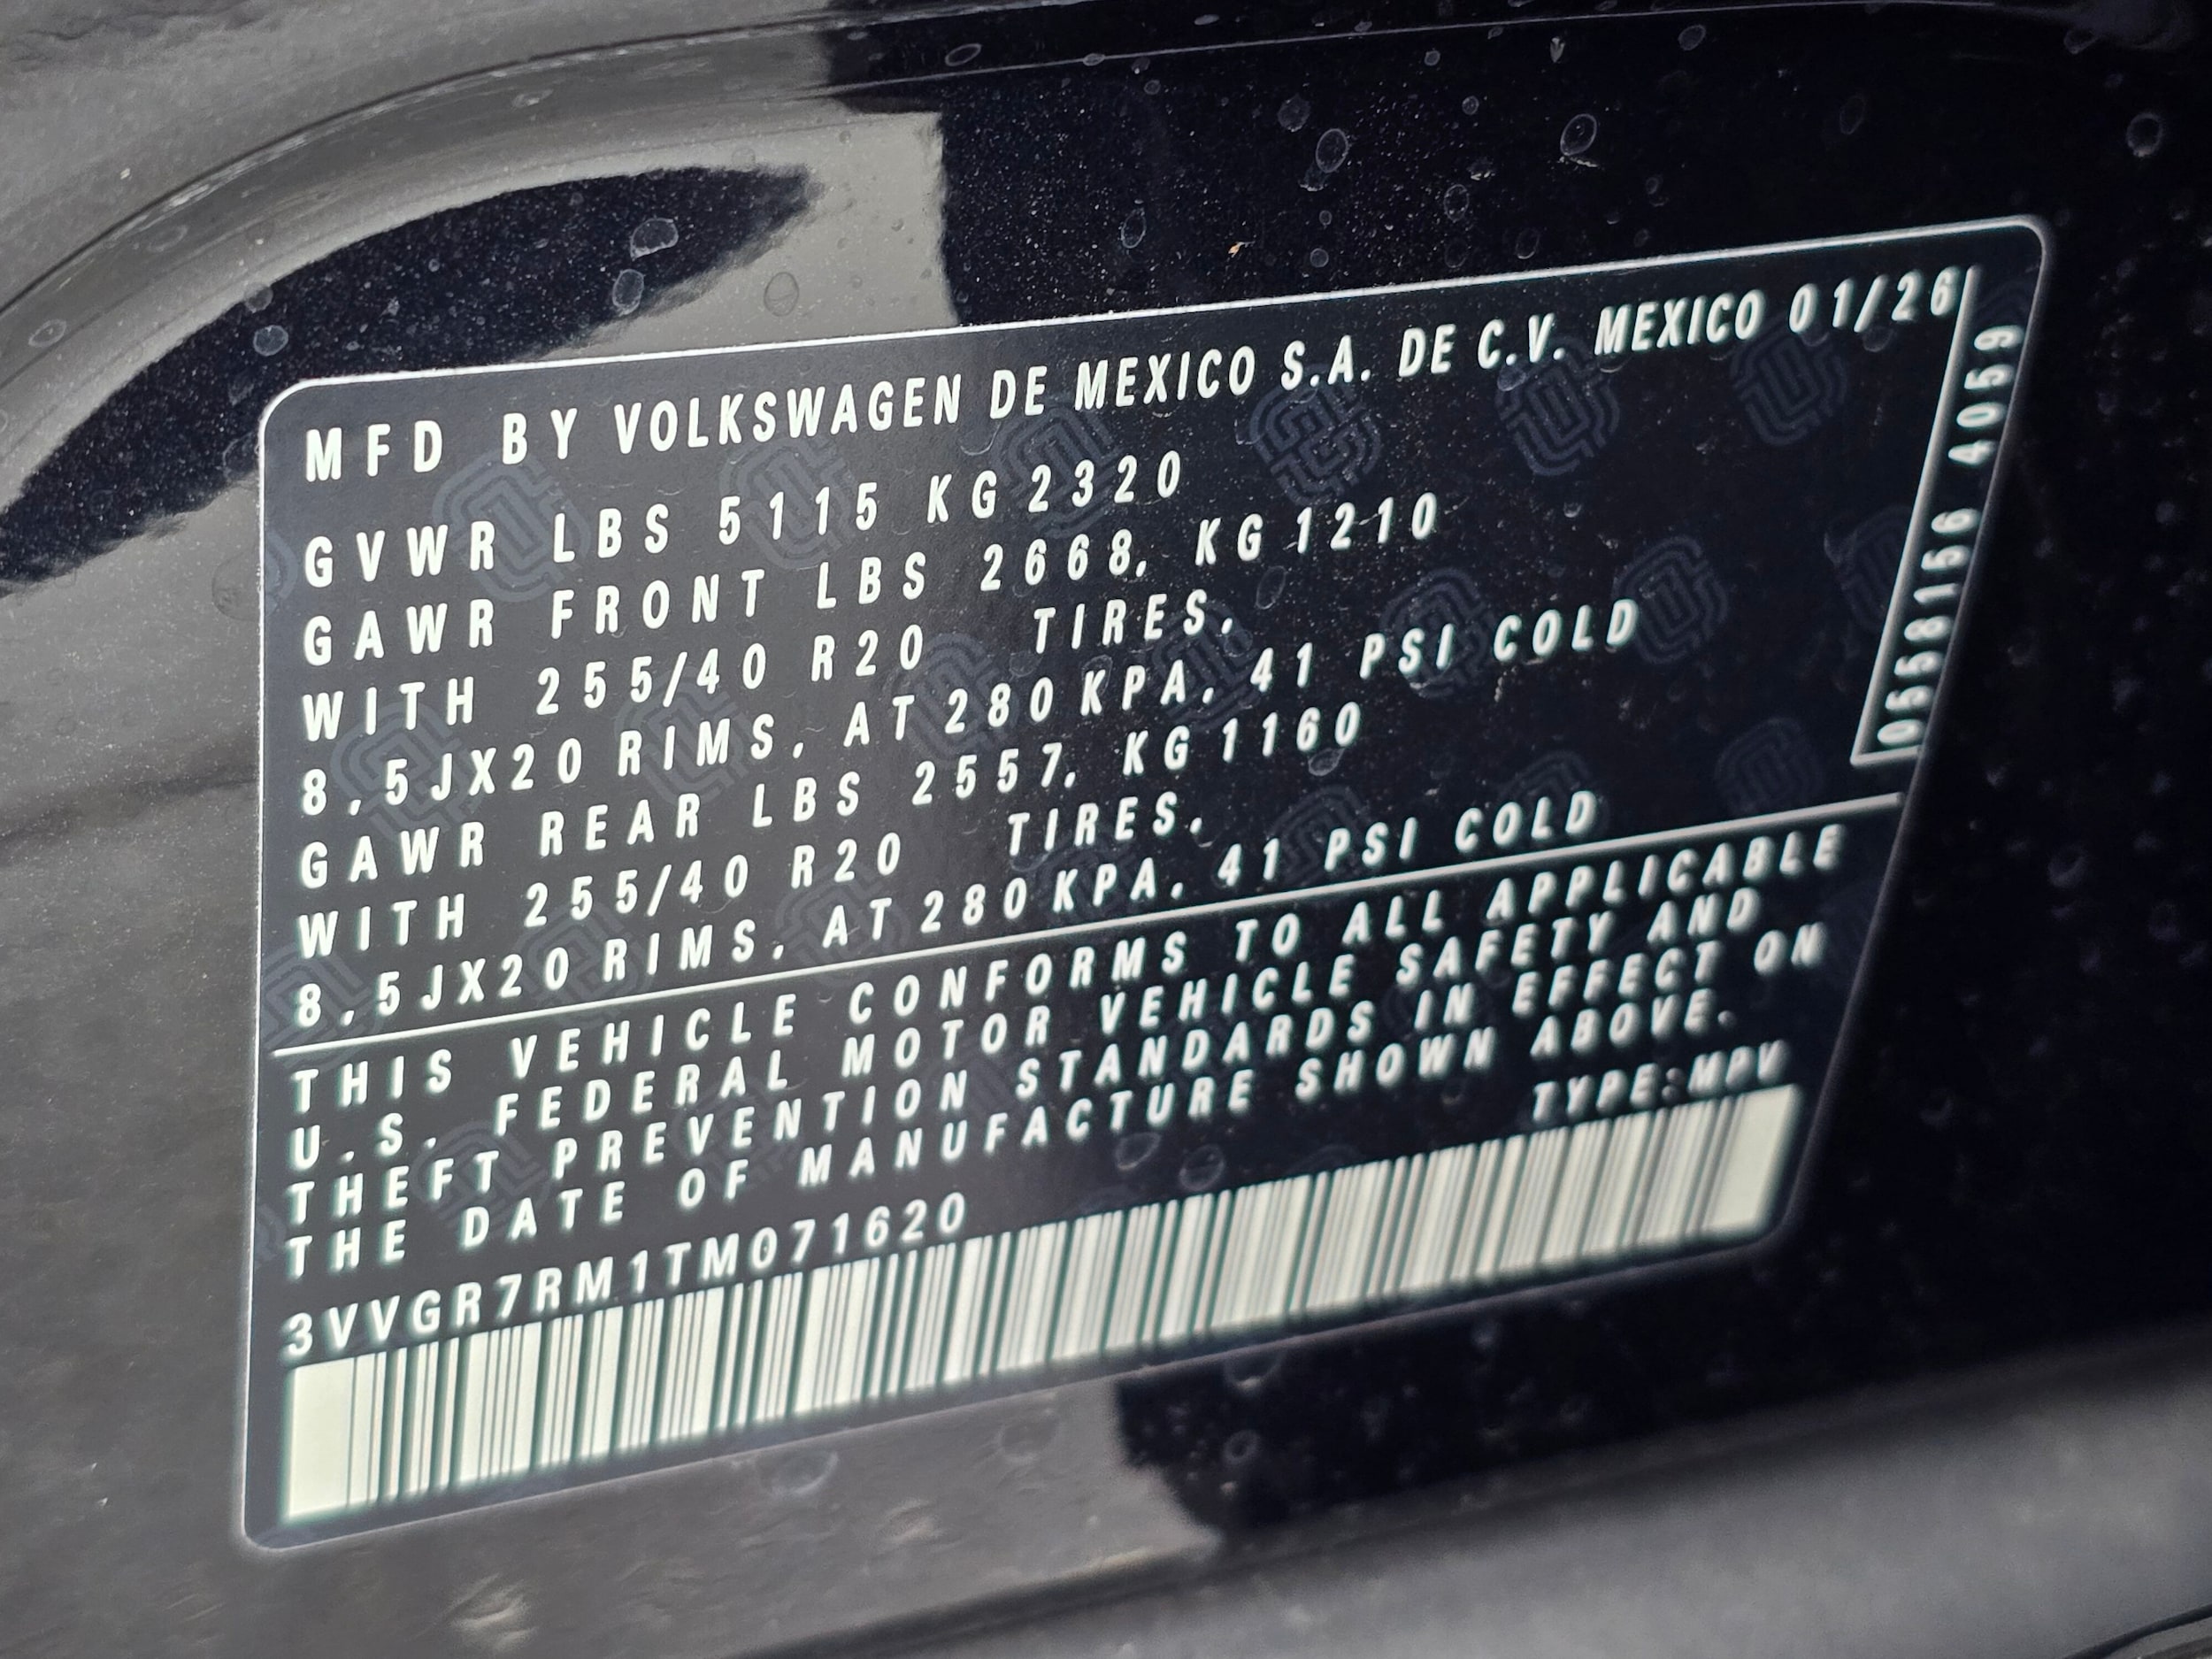 MFD BY VOLKSWAGEN DE MEXICO S.A. DE C.V. MEXICO 01/26
GVWR LBS 5115 KG 2320
GAWR FRONT LBS 2668, KG 1210
WITH 255/40 R20 TIRES,
8,5JX20 RIMS, AT 280 KPA, 41 PSI COLD
GAWR REAR LBS 2557, KG 1160
WITH 255/40 R20 TIRES,
8,5JX20 RIMS, AT 280 KPA, 41 PSI COLD
0558156 4059
THIS VEHICLE CONFORMS TO ALL APPLICABLE
U.S. FEDERAL MOTOR VEHICLE SAFETY AND
THEFT PREVENTION STANDARDS IN EFFECT ON
THE DATE OF MANUFACTURE SHOWN ABOVE.
TYPE:MPV
3VVGR7RM1TM071620